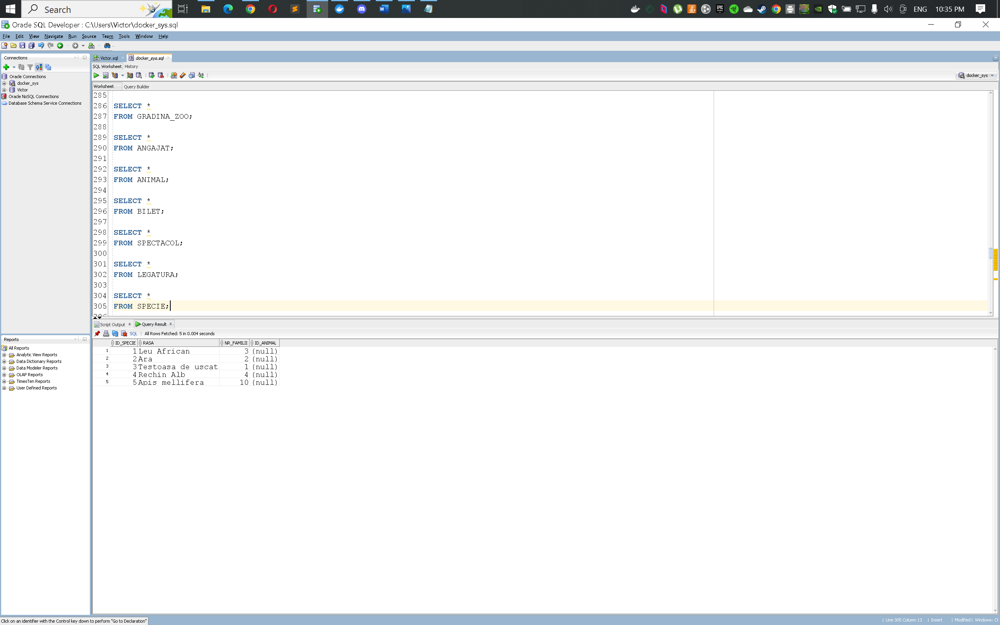 Search
ENG
10:35 PM
Oracle SQL Developer : C:\Users\Victor\docker_sys.sql
File Edit View Navigate Run Source Team Tools Window Help
Connections
Oracle Connections
docker_sys
Victor
Oracle NoSQL Connections
Database Schema Service Connections
Victor.sql
docker_sys.sql
SQL Worksheet History
docker_sys
Worksheet Query Builder
285
286 SELECT *
287 FROM GRADINA_ZOO;
288
289 SELECT *
290 FROM ANGAJAT;
291
292 SELECT *
293 FROM ANIMAL;
294
295 SELECT *
296 FROM BILET;
297
298 SELECT *
299 FROM SPECTACOL;
300
301 SELECT *
302 FROM LEGATURA;
303
304 SELECT *
305 FROM SPECIE;
306
Script Output x Query Result x
SQL | All Rows Fetched: 5 in 0.004 seconds
ID_SPECIE RASA NR_FAMILII ID_ANIMAL
1 1 Leu African 3 (null)
2 2 Ara 2 (null)
3 3 Testoasa de uscat 1 (null)
4 4 Rechin Alb 4 (null)
5 5 Apis mellifera 10 (null)
Reports
All Reports
Analytic View Reports
Data Dictionary Reports
Data Modeler Reports
OLAP Reports
TimesTen Reports
User Defined Reports
Click on an identifier with the Control key down to perform "Go to Declaration"
| Line 305 Column 13 | Insert | Modified | Windows: